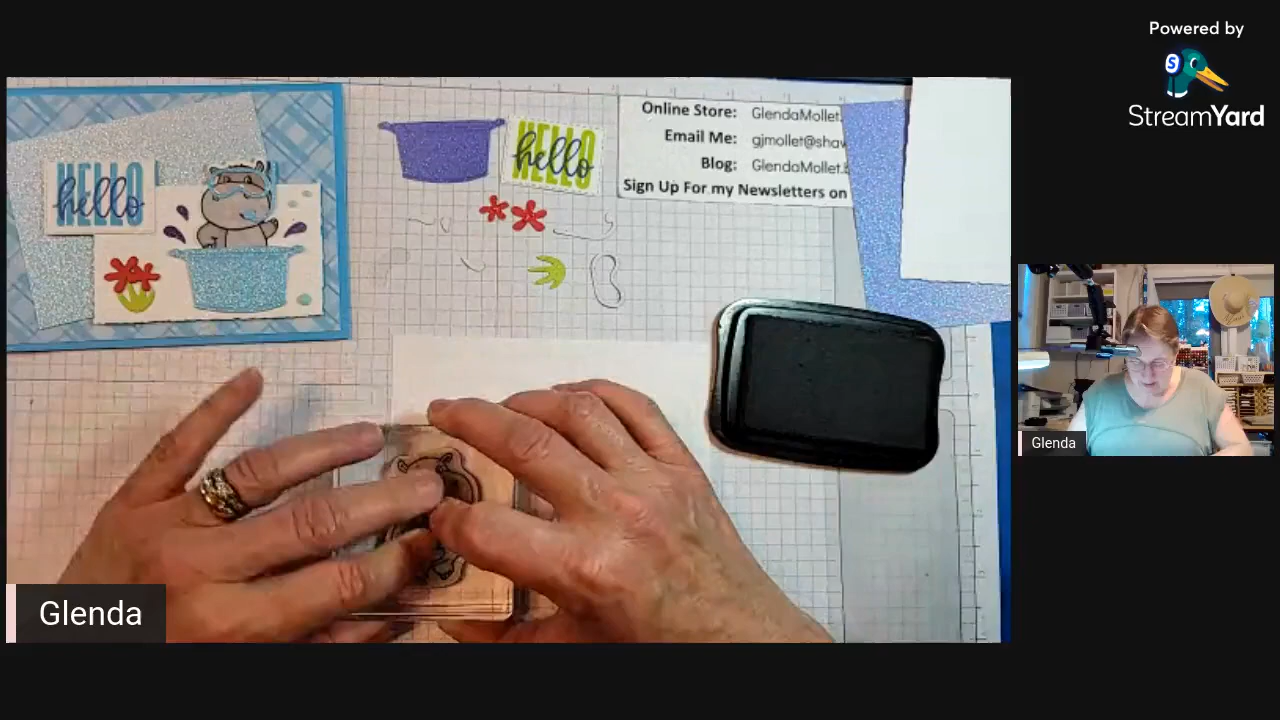 Powered by
StreamYard
Online Store: GlendaMollet.
Email Me: gjmollet@shaw
Blog: GlendaMollet.
Sign Up For my Newsletters on
HELLO
hello
HELLO
hello
Glenda
Glenda